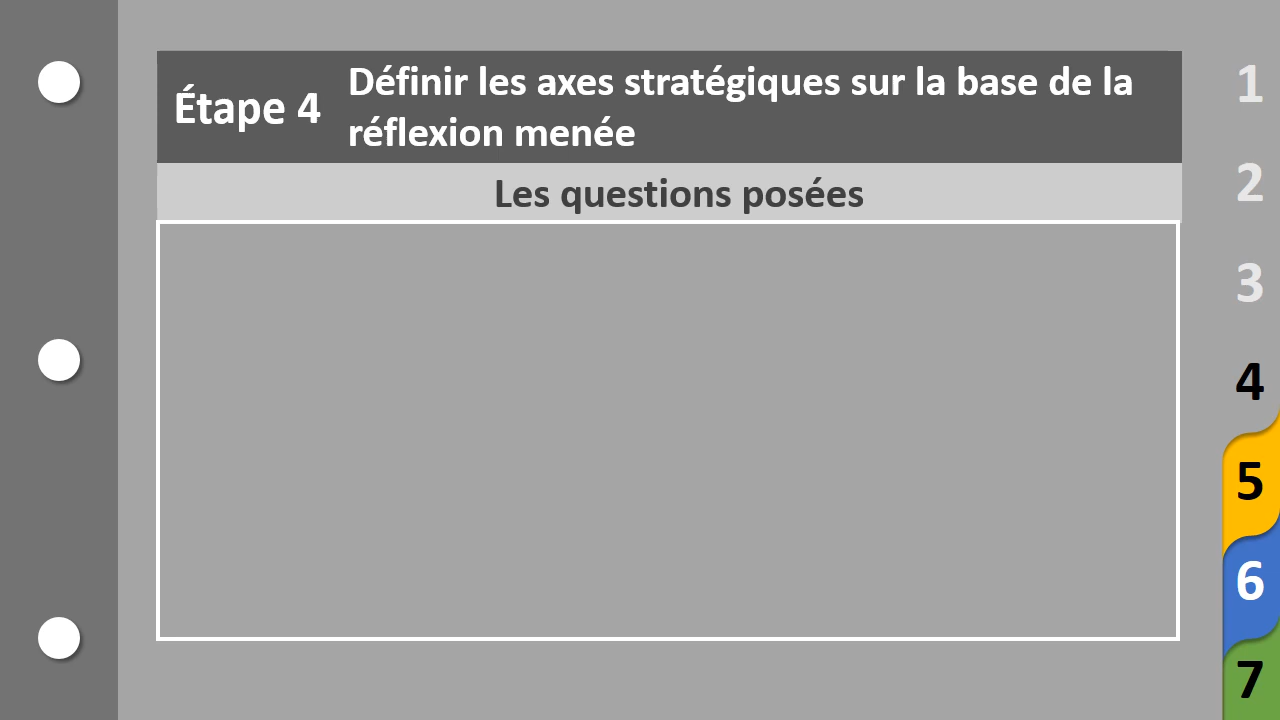 Étape 4
Définir les axes stratégiques sur la base de la
réflexion menée
Les questions posées
1
2
3
4
5
6
7